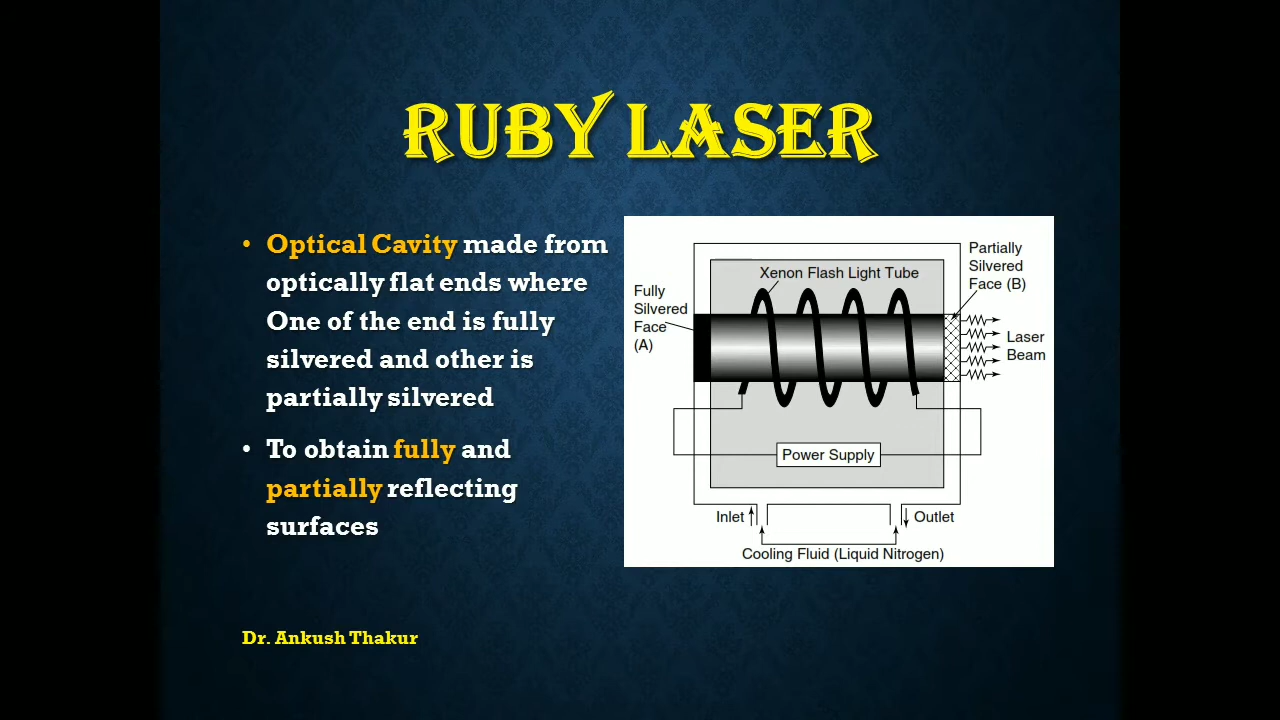 RUBY LASER
• Optical Cavity made from
optically flat ends where
One of the end is fully
silvered and other is
partially silvered
• To obtain fully and
partially reflecting
surfaces
Xenon Flash Light Tube
Fully
Silvered
Face
(A)
Partially
Silvered
Face (B)
Laser
Beam
Power Supply
Inlet
Outlet
Cooling Fluid (Liquid Nitrogen)
Dr. Ankush Thakur